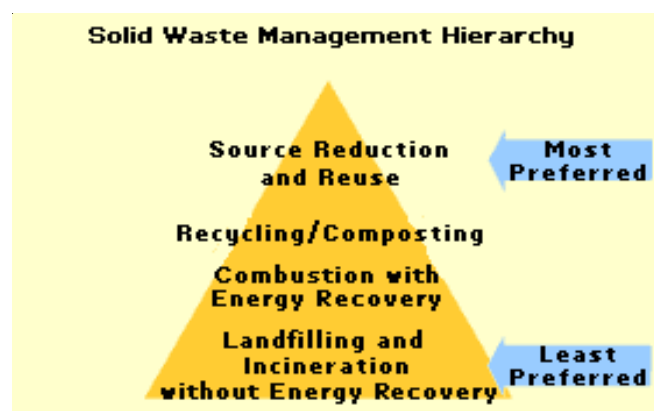 Solid Waste Management Hierarchy
Source Reduction
and Reuse
Most
Preferred
Recycling/Composting
Combustion with
Energy Recovery
Landfilling and
Incineration
without Energy Recovery
Least
Preferred